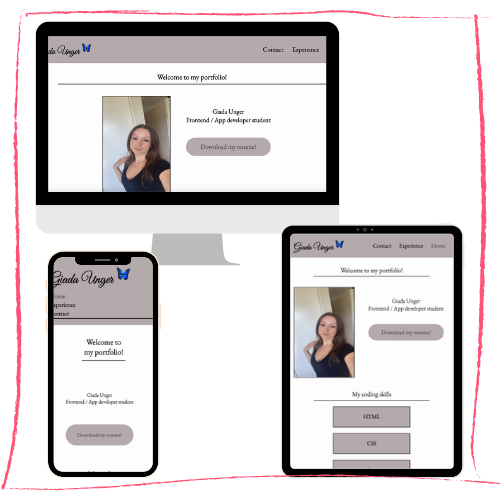 Giada Unger
Contact Experience
Welcome to my portfolio!
Giada Unger
Frontend / App developer student
Download my resume!
Giada Unger
Contact Experience Home
Welcome to my portfolio!
Giada Unger
Frontend / App developer student
Download my resume!
My coding skills
HTML
CSS
Giada Unger
Home
Experience
Contact
Welcome to
my portfolio!
Giada Unger
Frontend / App developer student
Download my resume!